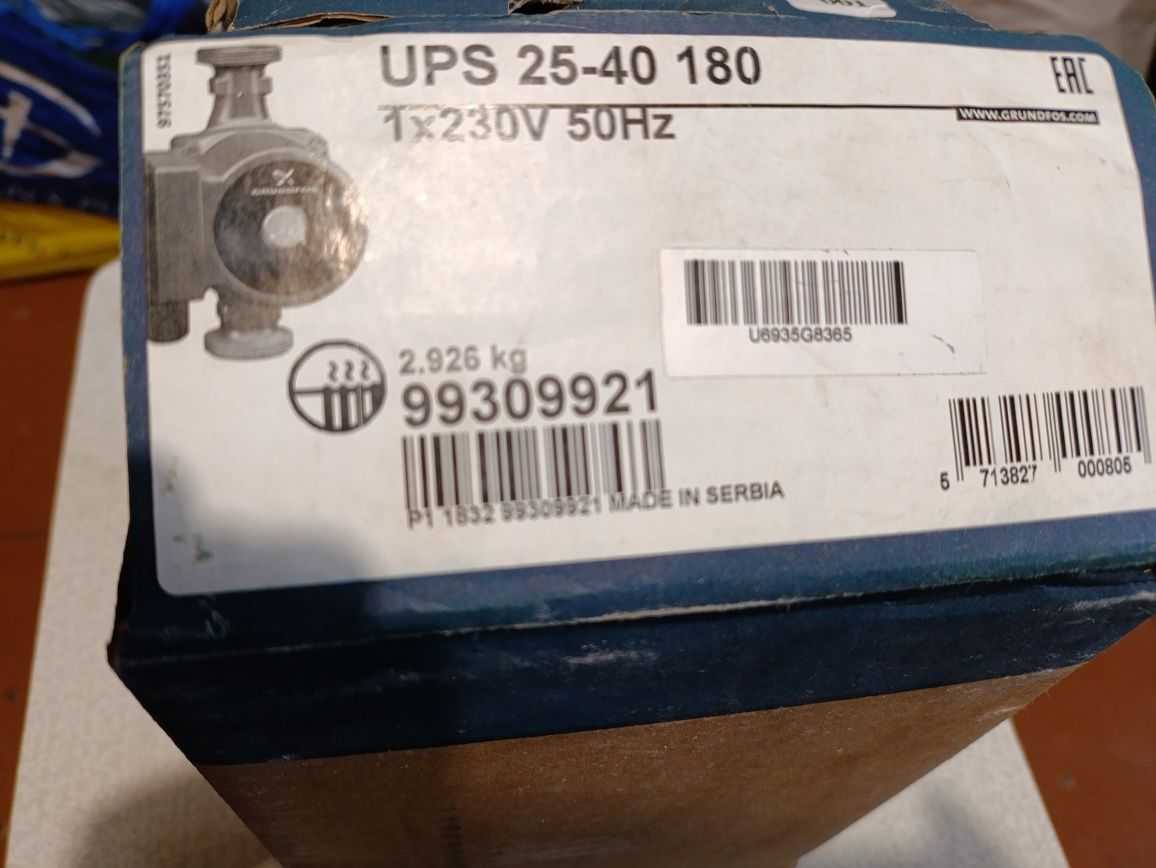 UPS 25-40 180
1x230V 50Hz
EAC
WWW.GRUNDFOS.COM
97570352
GRUNDFOS
U6935G8365
2.926 kg
99309921
P1 1832 99309921 MADE IN SERBIA
5 713827 000805